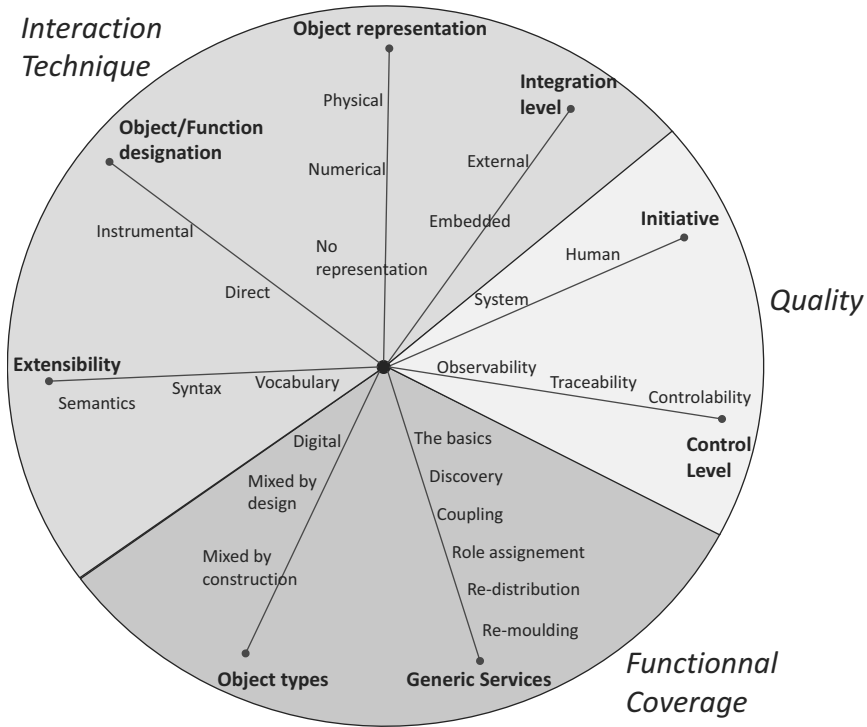 Interaction
Technique
Object representation
Physical
Numerical
No
representation
Integration
level
External
Embedded
Object/Function
designation
Instrumental
Direct
Extensibility
Semantics
Syntax
Vocabulary
Initiative
Human
System
Quality
Observability
Traceability
Controlability
Control
Level
Digital
Mixed by
design
Mixed by
construction
Object types
The basics
Discovery
Coupling
Role assignement
Re-distribution
Re-moulding
Generic Services
Functionnal
Coverage